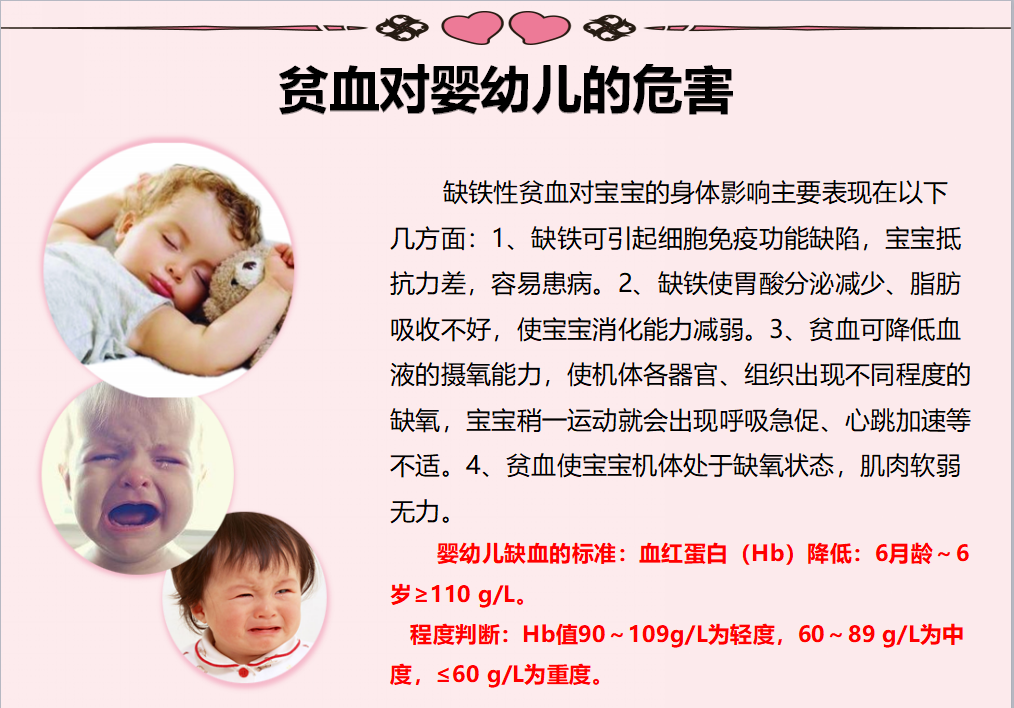 贫血对婴幼儿的危害
缺铁性贫血对宝宝的身体影响主要表现在以下
几方面：1、缺铁可引起细胞免疫功能缺陷，宝宝抵
抗力差，容易患病。2、缺铁使胃酸分泌减少、脂肪
吸收不好，使宝宝消化能力减弱。3、贫血可降低血
液的摄氧能力，使机体各器官、组织出现不同程度的
缺氧，宝宝稍一运动就会出现呼吸急促、心跳加速等
不适。4、贫血使宝宝机体处于缺氧状态，肌肉软弱
无力。
婴幼儿缺血的标准：血红蛋白（Hb）降低：6月龄～6
岁≥110 g/L。
程度判断：Hb值90～109g/L为轻度，60～89 g/L为中
度，≤60 g/L为重度。